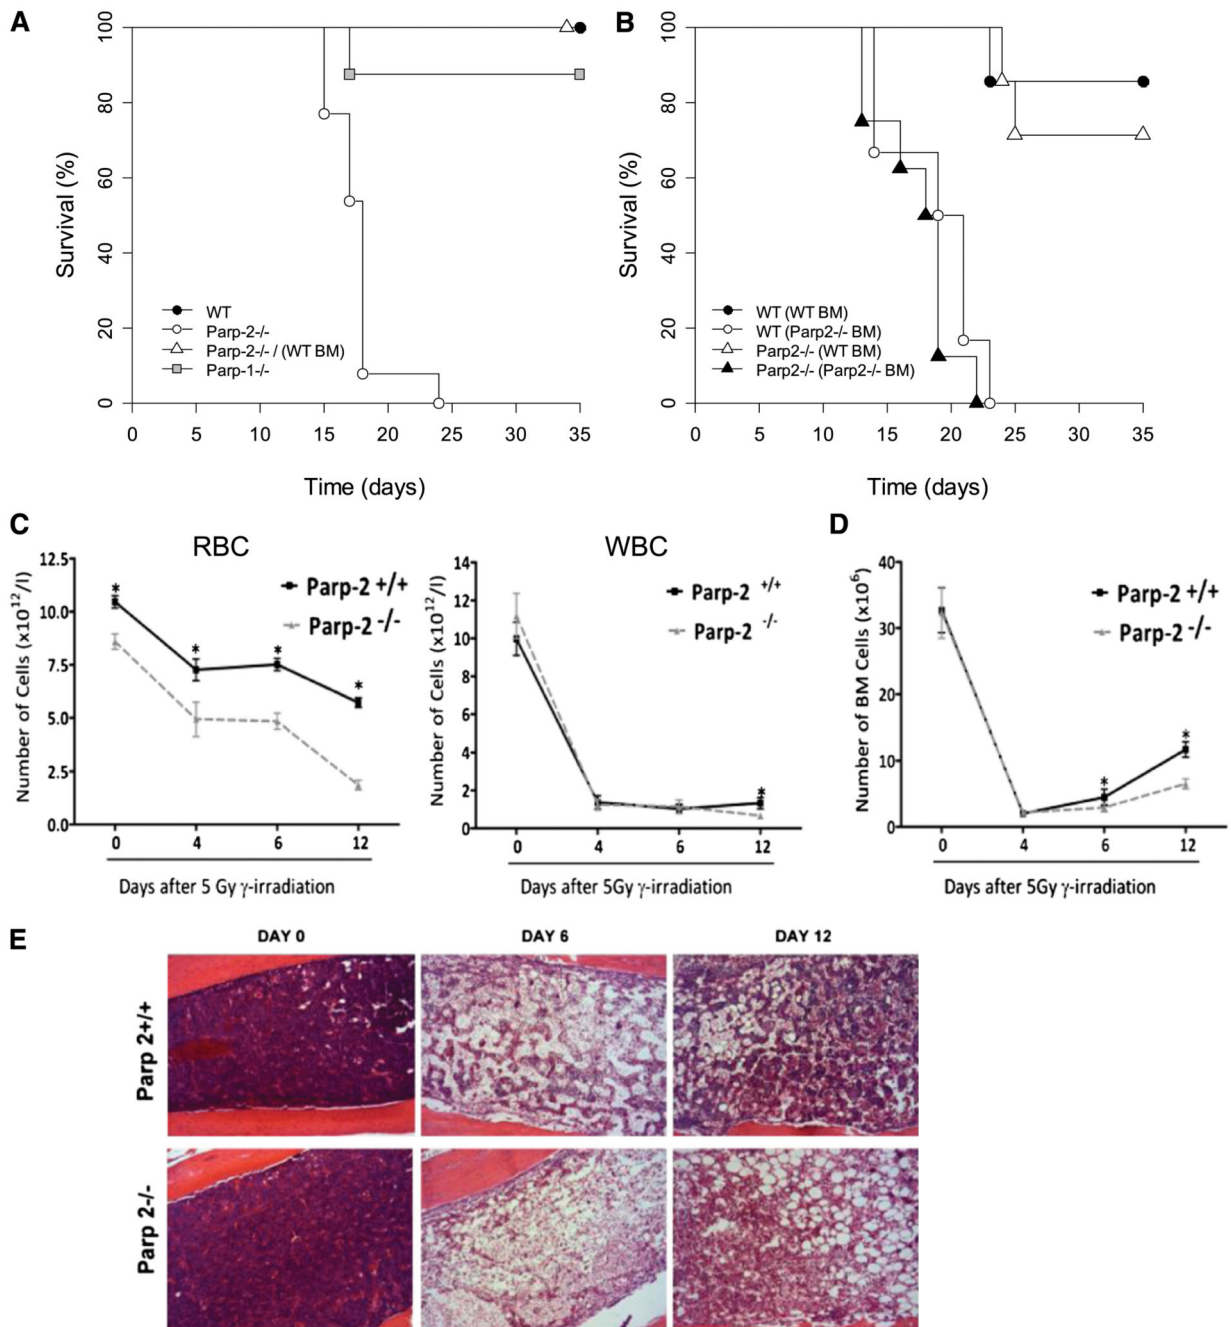 A
Survival (%)
100
80
60
40
20
0
WT
Parp-2-/-
Parp-2-/- / (WT BM)
Parp-1-/-
0 5 10 15 20 25 30 35
Time (days)
B
Survival (%)
100
80
60
40
20
0
WT (WT BM)
WT (Parp2-/- BM)
Parp2-/- (WT BM)
Parp2-/- (Parp2-/- BM)
0 5 10 15 20 25 30 35
Time (days)
C
RBC
Number of Cells (x10¹²/l)
12.5
10.0
7.5
5.0
2.5
0.0
Parp-2 +/+
Parp-2 -/-
* * * *
0 4 6 12
Days after 5 Gy γ-irradiation
WBC
Number of Cells (x10¹²/l)
14
12
10
8
6
4
2
0
Parp-2 +/+
Parp-2 -/-
*
0 4 6 12
Days after 5Gy γ-irradiation
D
Number of BM Cells (x10⁶)
40
30
20
10
0
Parp-2 +/+
Parp-2 -/-
* *
0 4 6 12
Days after 5Gy γ-irradiation
E
DAY 0 DAY 6 DAY 12
Parp 2+/+
Parp 2-/-